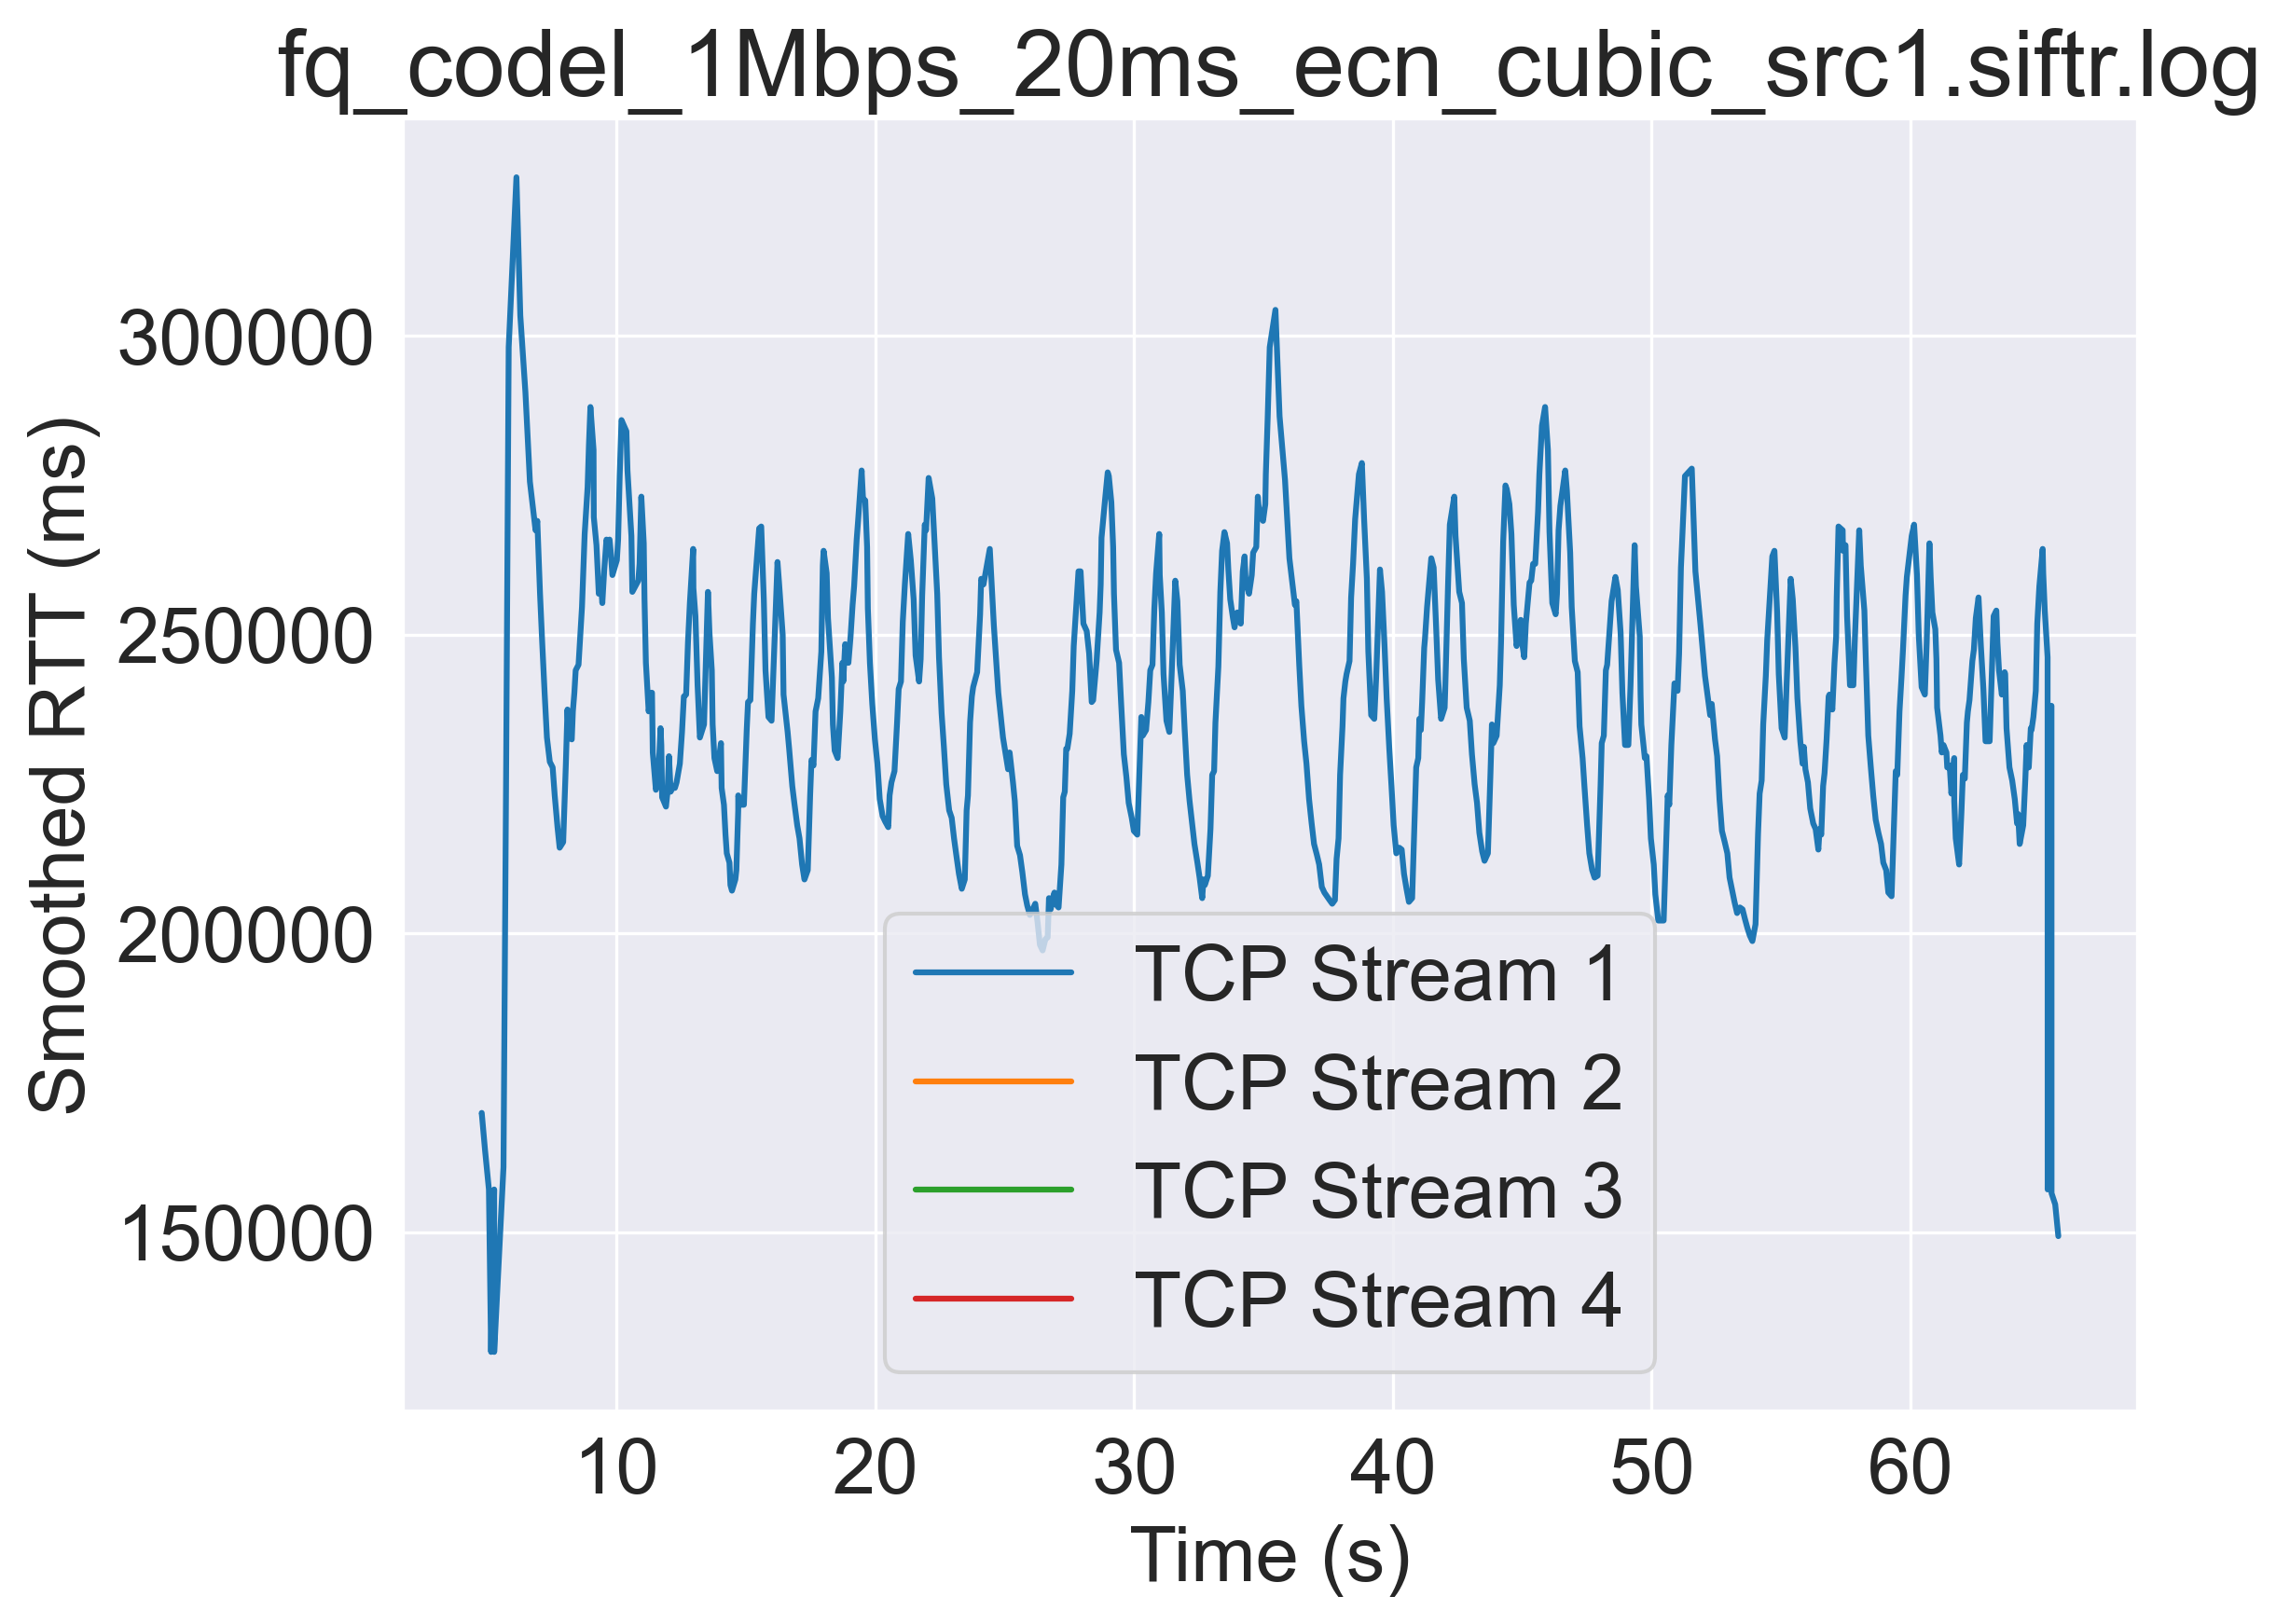 fq_codel_1Mbps_20ms_ecn_cubic_src1.siftr.log
Smoothed RTT (ms)
300000
250000
200000
150000
TCP Stream 1
TCP Stream 2
TCP Stream 3
TCP Stream 4
10 20 30 40 50 60
Time (s)